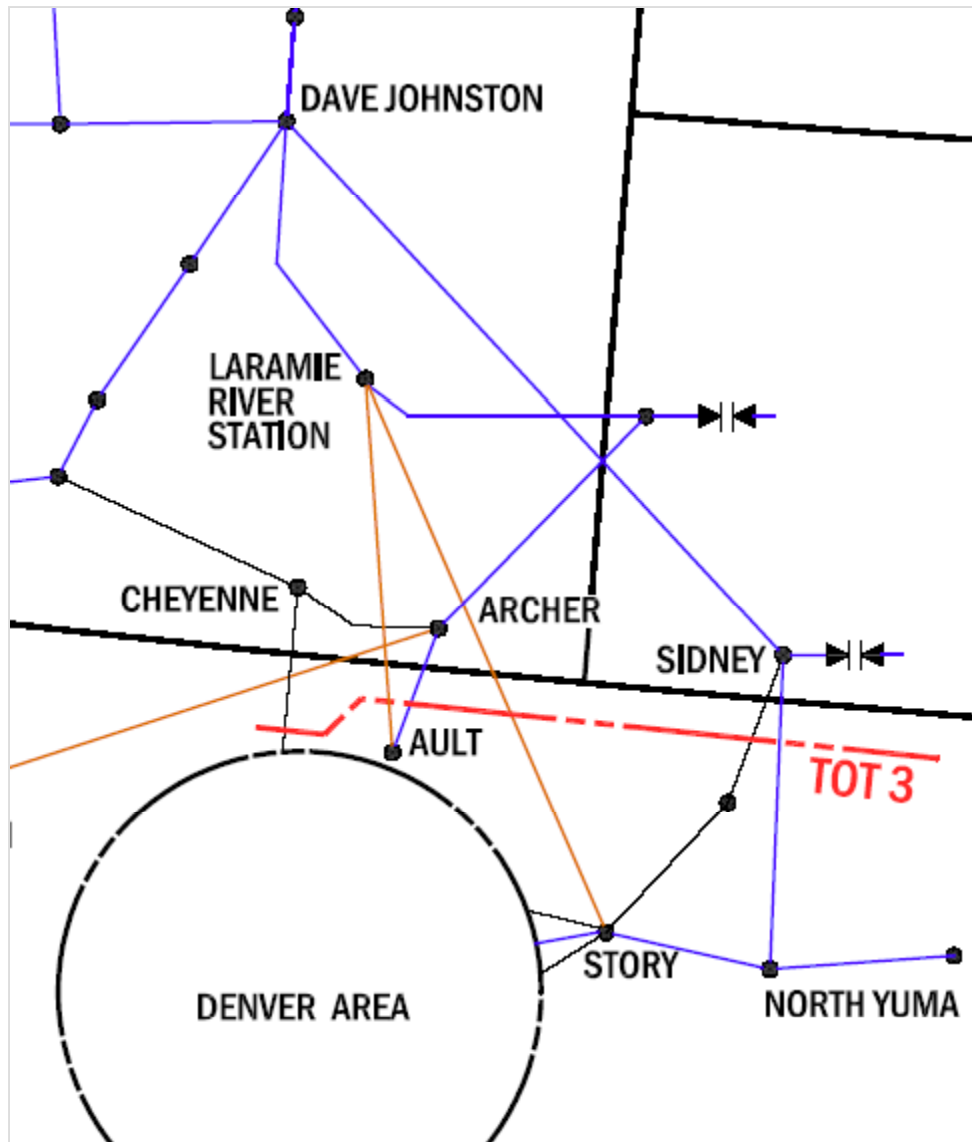 DAVE JOHNSTON
LARAMIE
RIVER
STATION
CHEYENNE
ARCHER
SIDNEY
AULT
TOT 3
STORY
NORTH YUMA
DENVER AREA